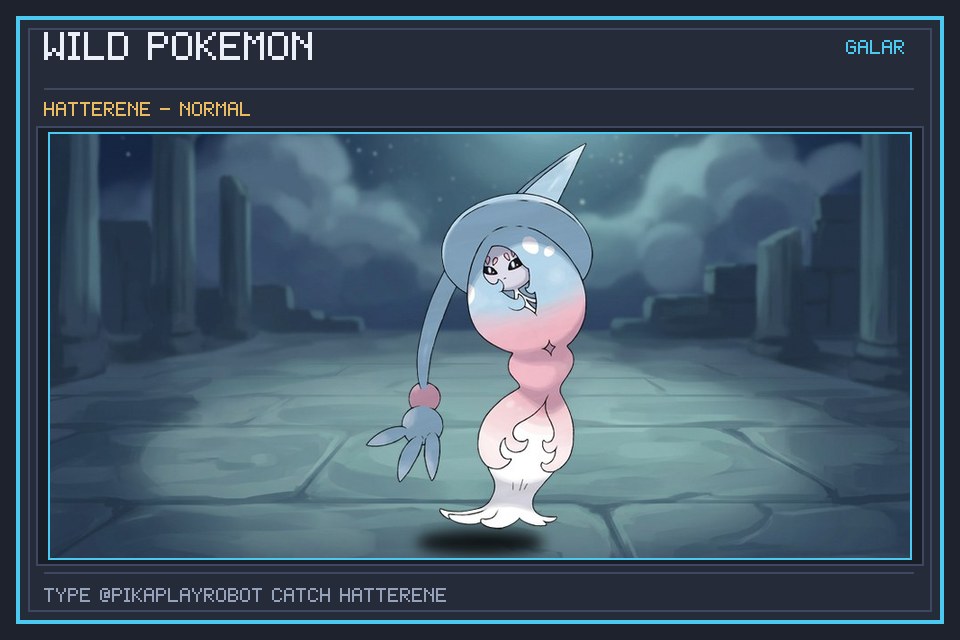 WILD POKEMON
GALAR
HATTERENE - NORMAL
TYPE @PIKAPLAYROBOT CATCH HATTERENE